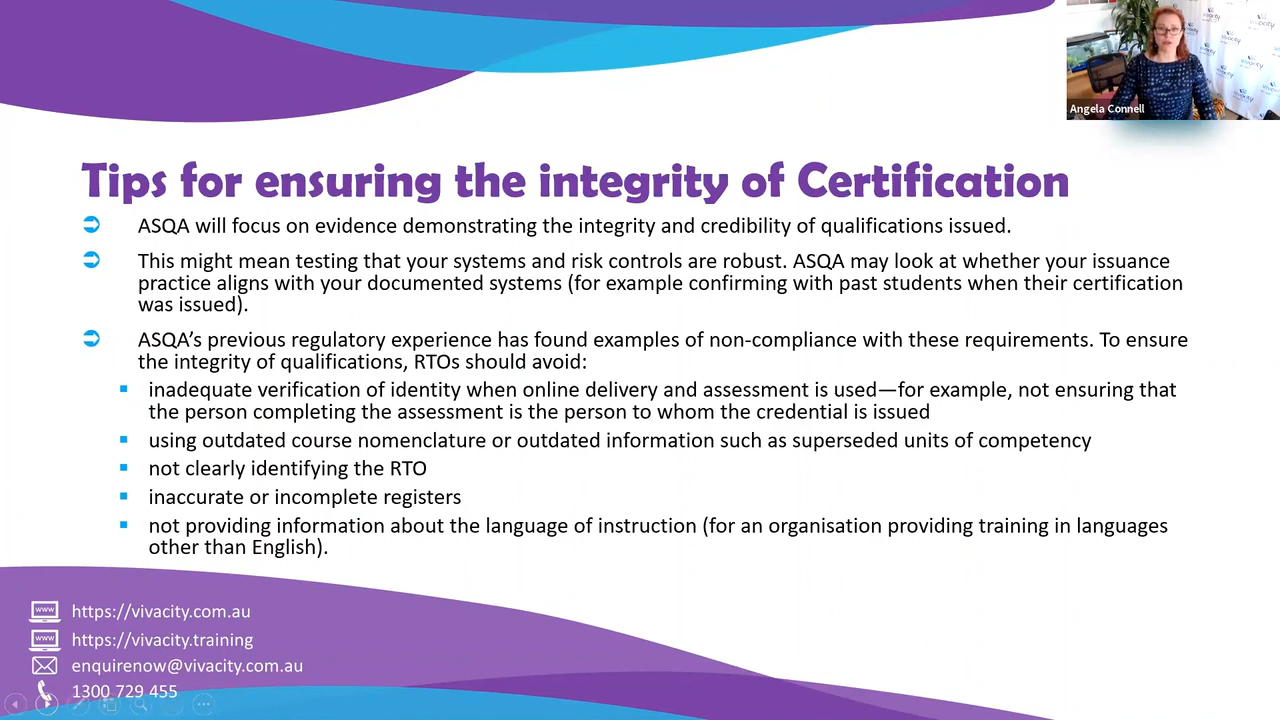 Angela Connell
vivacity
vivacity
vivacity
Tips for ensuring the integrity of Certification
ASQA will focus on evidence demonstrating the integrity and credibility of qualifications issued.
This might mean testing that your systems and risk controls are robust. ASQA may look at whether your issuance
practice aligns with your documented systems (for example confirming with past students when their certification
was issued).
ASQA’s previous regulatory experience has found examples of non-compliance with these requirements. To ensure
the integrity of qualifications, RTOs should avoid:
inadequate verification of identity when online delivery and assessment is used—for example, not ensuring that
the person completing the assessment is the person to whom the credential is issued
using outdated course nomenclature or outdated information such as superseded units of competency
not clearly identifying the RTO
inaccurate or incomplete registers
not providing information about the language of instruction (for an organisation providing training in languages
other than English).
www https://vivacity.com.au
www https://vivacity.training
enquirenow@vivacity.com.au
1300 729 455